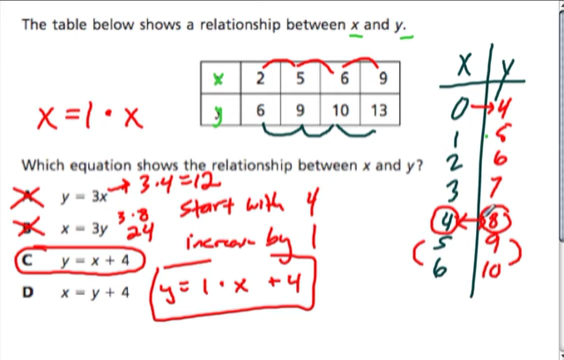 The table below shows a relationship between x and y.
x 2 5 6 9
y 6 9 10 13
x = 1 · x
Which equation shows the relationship between x and y?
A y = 3x → 3·4=12
B x = 3y 3·8 24
C y = x + 4
D x = y + 4
Start with 4
increase by 1
y = 1 · x + 4
x y
0 → 4
1 5
2 6
3 7
4 8
( 5 9 )
6 10